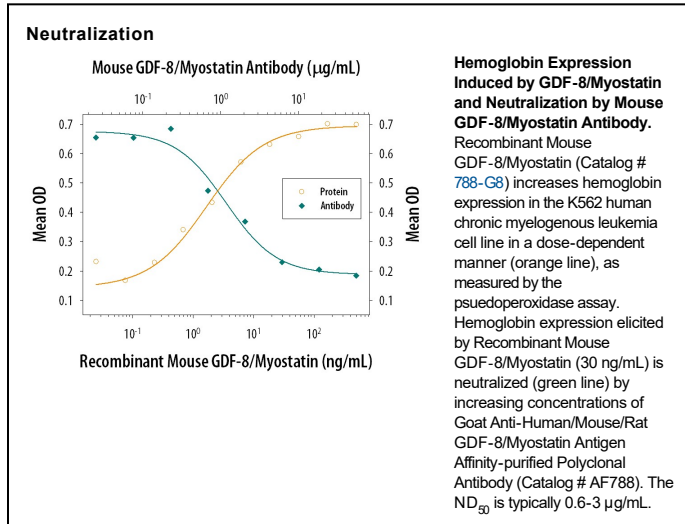 Neutralization
Mouse GDF-8/Myostatin Antibody (μg/mL)
10⁻¹ 10⁰ 10¹
0.7 0.7
0.6 0.6
0.5 0.5
0.4 0.4
0.3 0.3
0.2 0.2
0.1 0.1
Mean OD
Mean OD
Protein
Antibody
10⁻¹ 10⁰ 10¹ 10²
Recombinant Mouse GDF-8/Myostatin (ng/mL)
Hemoglobin Expression
Induced by GDF-8/Myostatin
and Neutralization by Mouse
GDF-8/Myostatin Antibody.
Recombinant Mouse
GDF-8/Myostatin (Catalog #
788-G8) increases hemoglobin
expression in the K562 human
chronic myelogenous leukemia
cell line in a dose-dependent
manner (orange line), as
measured by the
psuedoperoxidase assay.
Hemoglobin expression elicited
by Recombinant Mouse
GDF-8/Myostatin (30 ng/mL) is
neutralized (green line) by
increasing concentrations of
Goat Anti-Human/Mouse/Rat
GDF-8/Myostatin Antigen
Affinity-purified Polyclonal
Antibody (Catalog # AF788). The
ND₅₀ is typically 0.6-3 μg/mL.